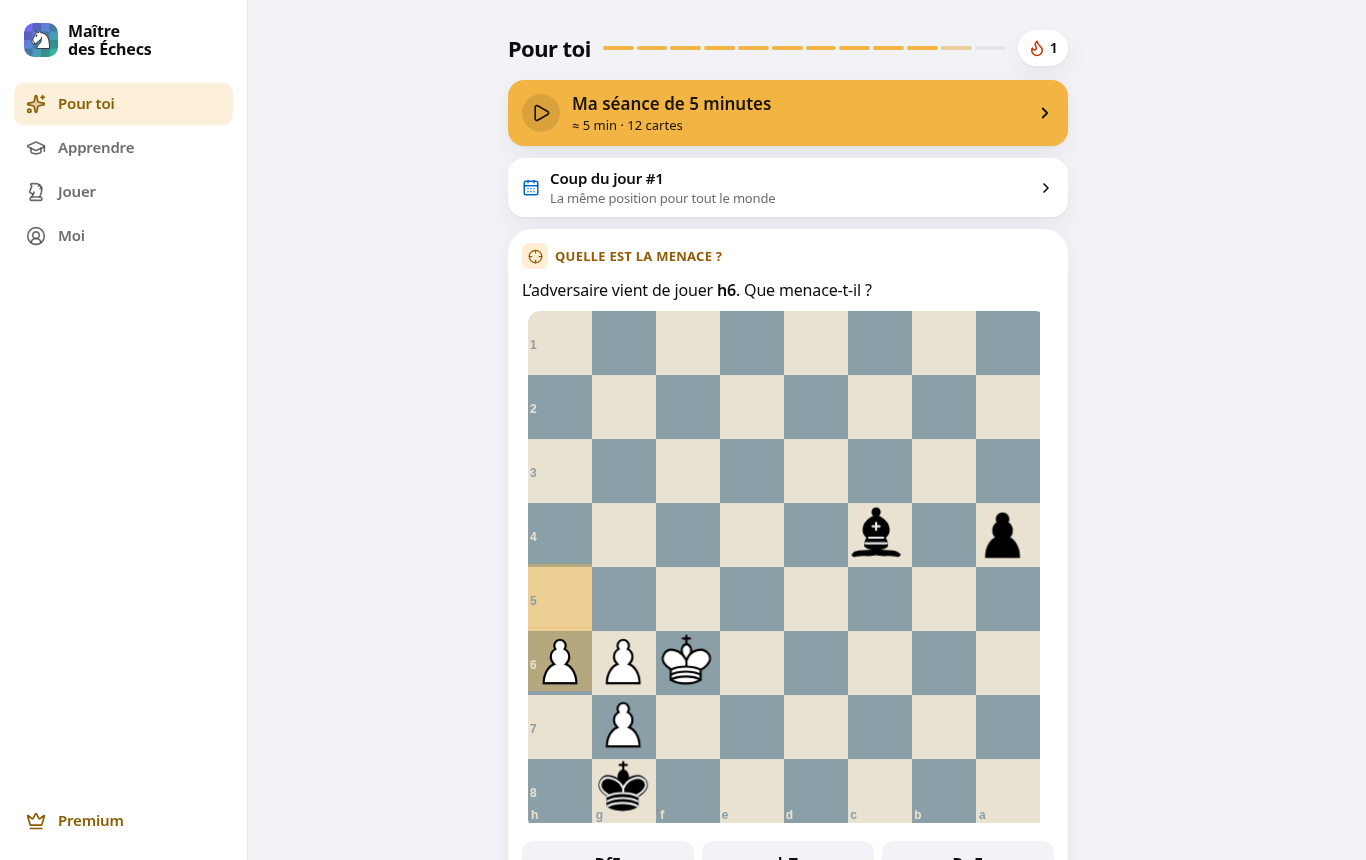 Maître
des Échecs
Pour toi
Apprendre
Jouer
Moi
Premium
Pour toi
1
Ma séance de 5 minutes
≈ 5 min · 12 cartes
Coup du jour #1
La même position pour tout le monde
QUELLE EST LA MENACE ?
L’adversaire vient de jouer h6. Que menace-t-il ?
1
2
3
4
5
6
7
8
h g f e d c b a